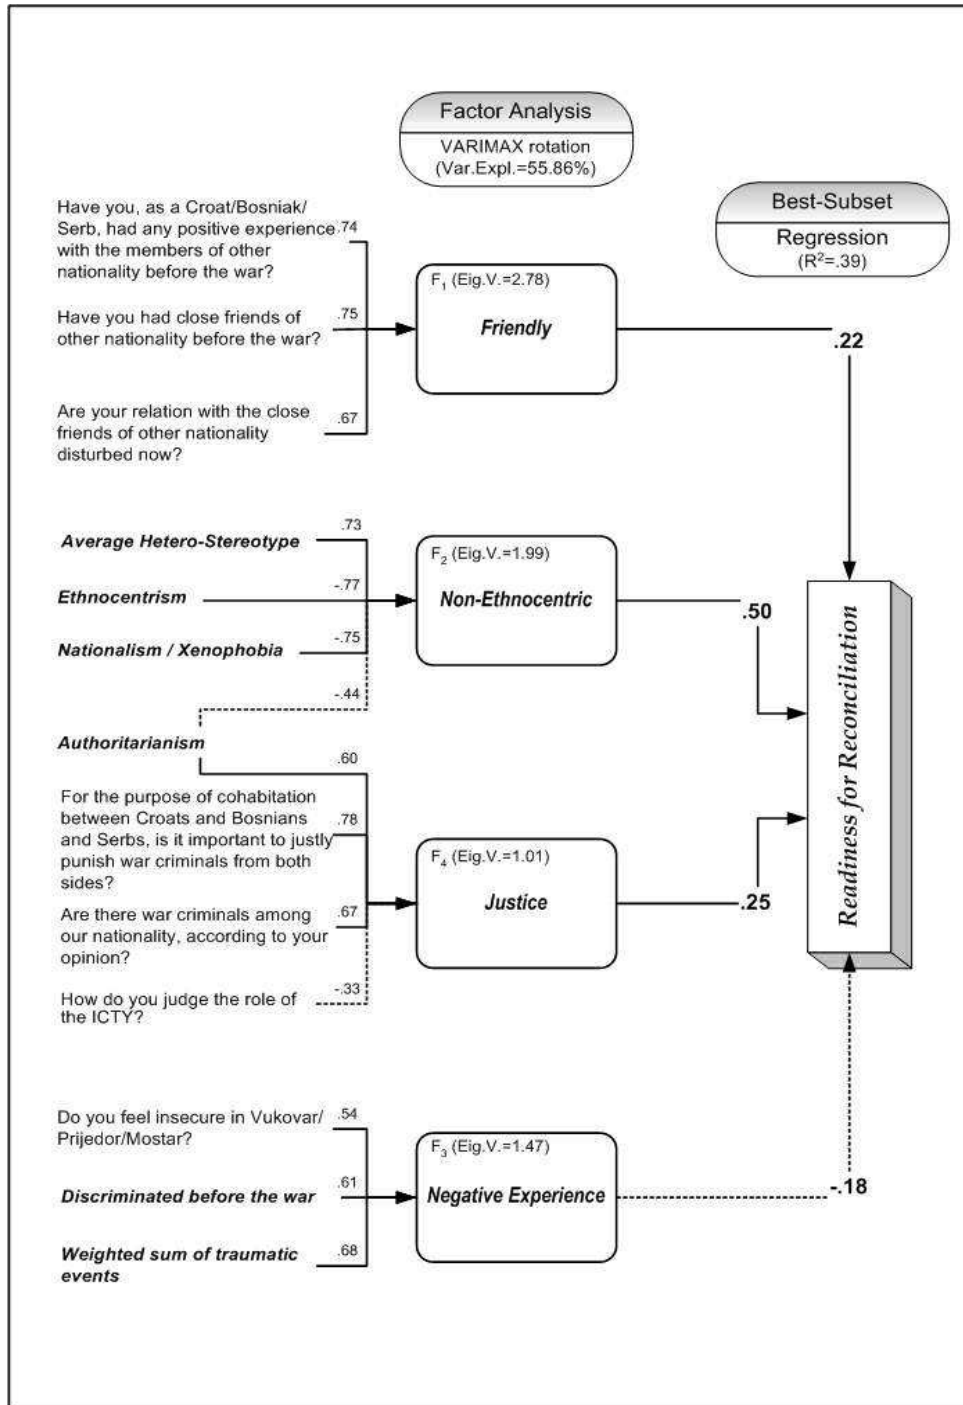 Factor Analysis
VARIMAX rotation
(Var.Expl.=55.86%)
Best-Subset
Regression
(R²=.39)
Have you, as a Croat/Bosniak/
Serb, had any positive experience
with the members of other
nationality before the war?
.74
Have you had close friends of
other nationality before the war?
.75
Are your relation with the close
friends of other nationality
disturbed now?
.67
F₁ (Eig.V.=2.78)
Friendly
.22
Average Hetero-Stereotype
.73
Ethnocentrism
-.77
Nationalism / Xenophobia
-.75
-.44
F₂ (Eig.V.=1.99)
Non-Ethnocentric
.50
Authoritarianism
.60
For the purpose of cohabitation
between Croats and Bosnians
and Serbs, is it important to justly
punish war criminals from both
sides?
.78
Are there war criminals among
our nationality, according to your
opinion?
.67
How do you judge the role of
the ICTY?
-.33
F₄ (Eig.V.=1.01)
Justice
.25
Readiness for Reconciliation
Do you feel insecure in Vukovar/
Prijedor/Mostar?
.54
Discriminated before the war
.61
Weighted sum of traumatic
events
.68
F₃ (Eig.V.=1.47)
Negative Experience
-.18